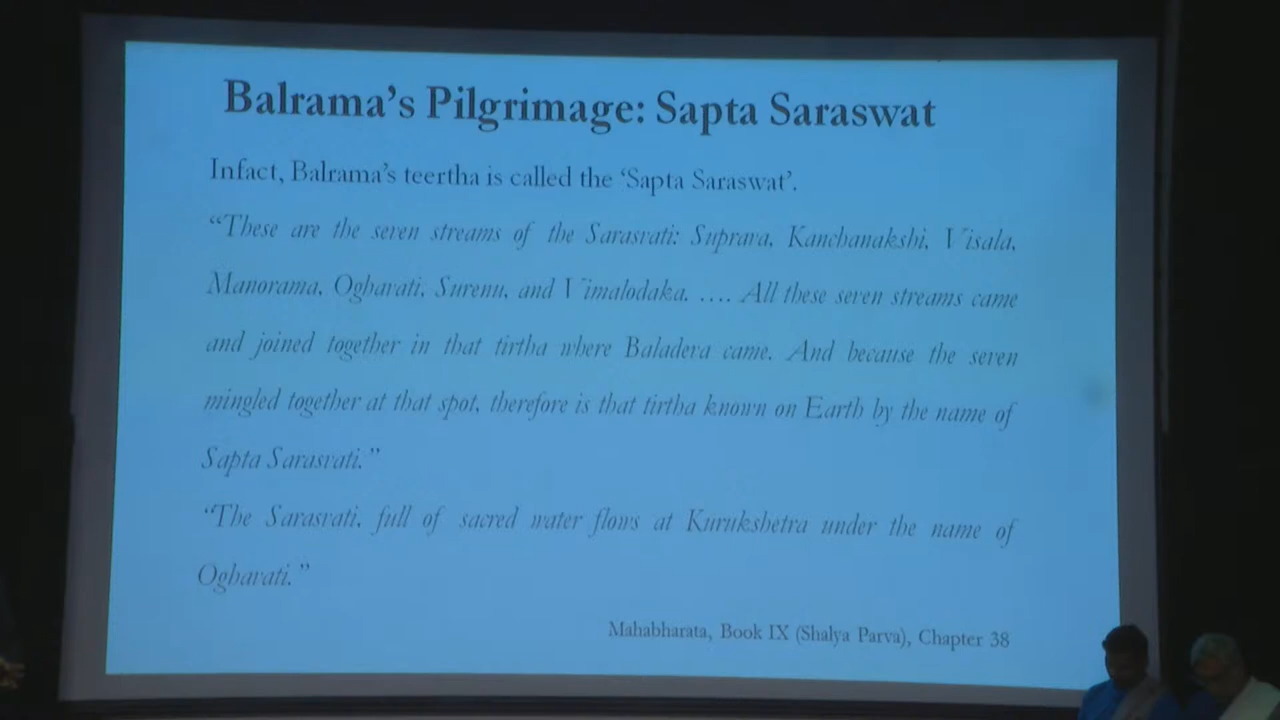 Balrama’s Pilgrimage: Sapta Saraswat
Infact, Balrama’s teertha is called the ‘Sapta Saraswat’.
“These are the seven streams of the Sarasvati: Suprava, Kanchanakshi, Visala,
Manorama, Oghavati, Surenu, and Vimalodaka. .... All these seven streams came
and joined together in that tirtha where Baladeva came. And because the seven
mingled together at that spot, therefore is that tirtha known on Earth by the name of
Sapta Sarasvati.”
“The Sarasvati, full of sacred water flows at Kurukshetra under the name of
Oghavati.”
Mahabharata, Book IX (Shalya Parva), Chapter 38